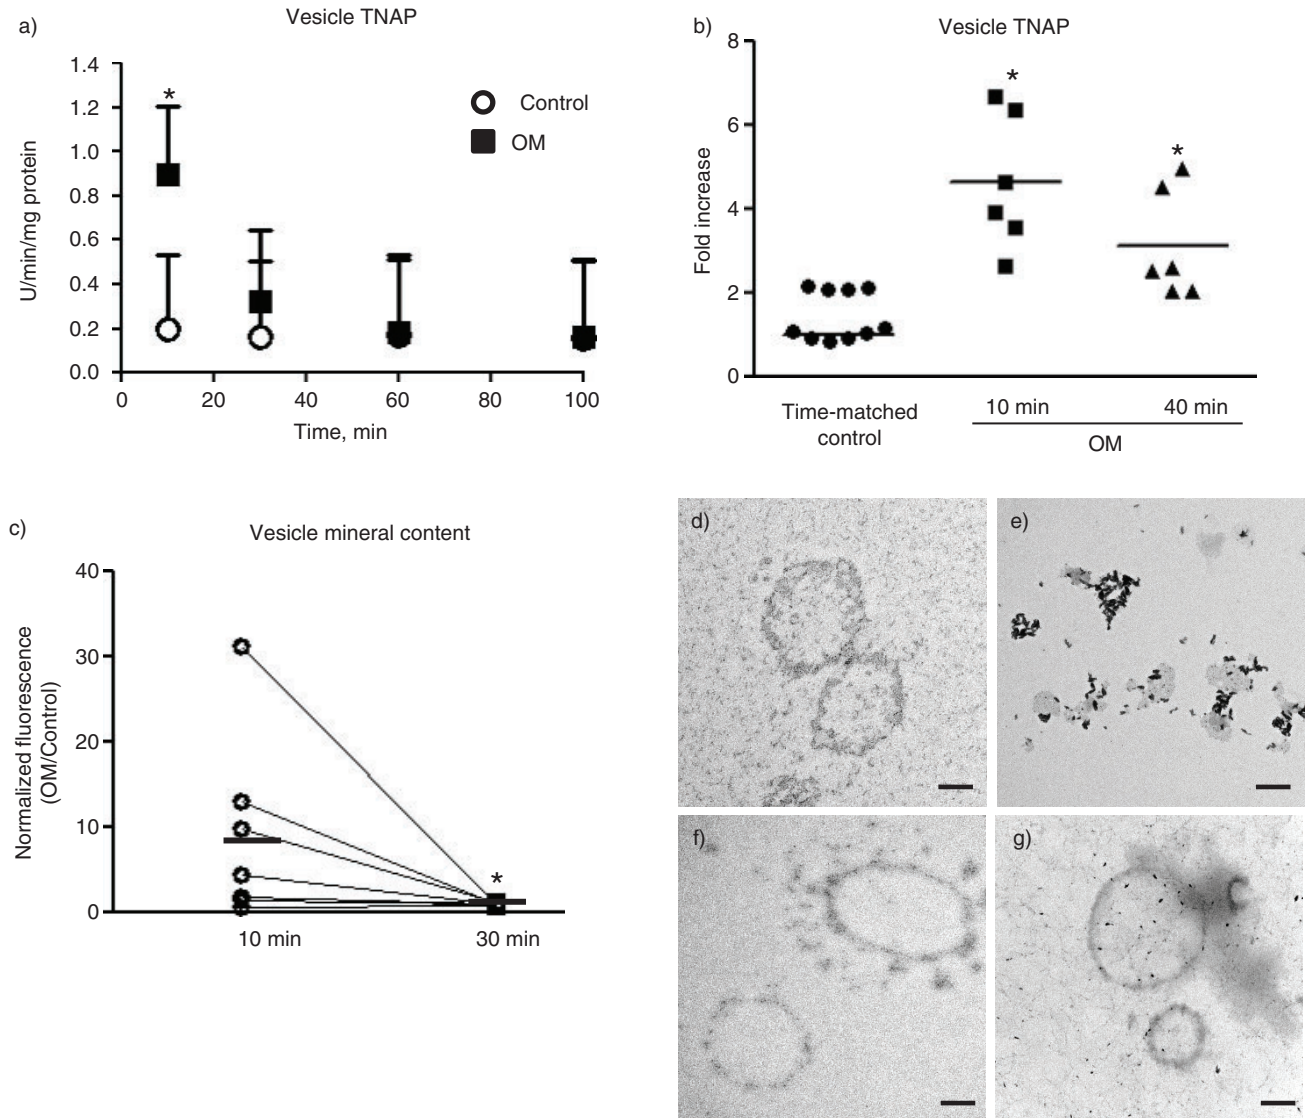 a)
Vesicle TNAP
U/min/mg protein
1.4
1.2
1.0
0.8
0.6
0.4
0.2
0.0
*
Control
OM
0 20 40 60 80 100
Time, min
b)
Vesicle TNAP
Fold increase
8
6
4
2
0
*
*
Time-matched
control
10 min 40 min
OM
c)
Vesicle mineral content
Normalized fluorescence
(OM/Control)
40
30
20
10
0
*
10 min 30 min
d)
e)
f)
g)